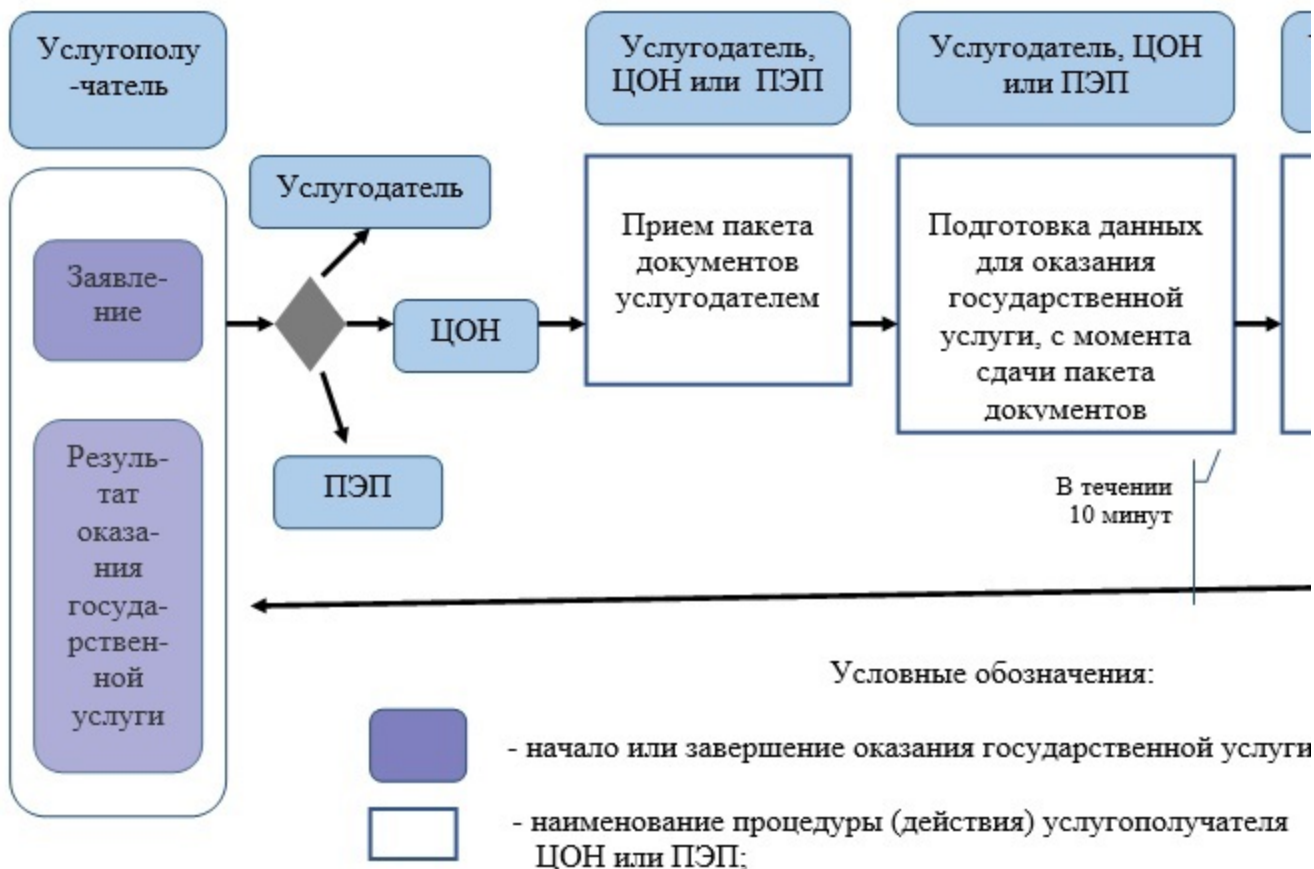 Услугополу
-чатель
Услугодатель,
ЦОН или ПЭП
Услугодатель, ЦОН
или ПЭП
У
Заявле-
ние
Услугодатель
ЦОН
ПЭП
Прием пакета
документов
услугодателем
Подготовка данных
для оказания
государственной
услуги, с момента
сдачи пакета
документов
В течении
10 минут
Резуль-
тат
оказа-
ния
госуда-
рствен-
ной
услуги
Условные обозначения:
- начало или завершение оказания государственной услуги
- наименование процедуры (действия) услугополучателя
ЦОН или ПЭП;